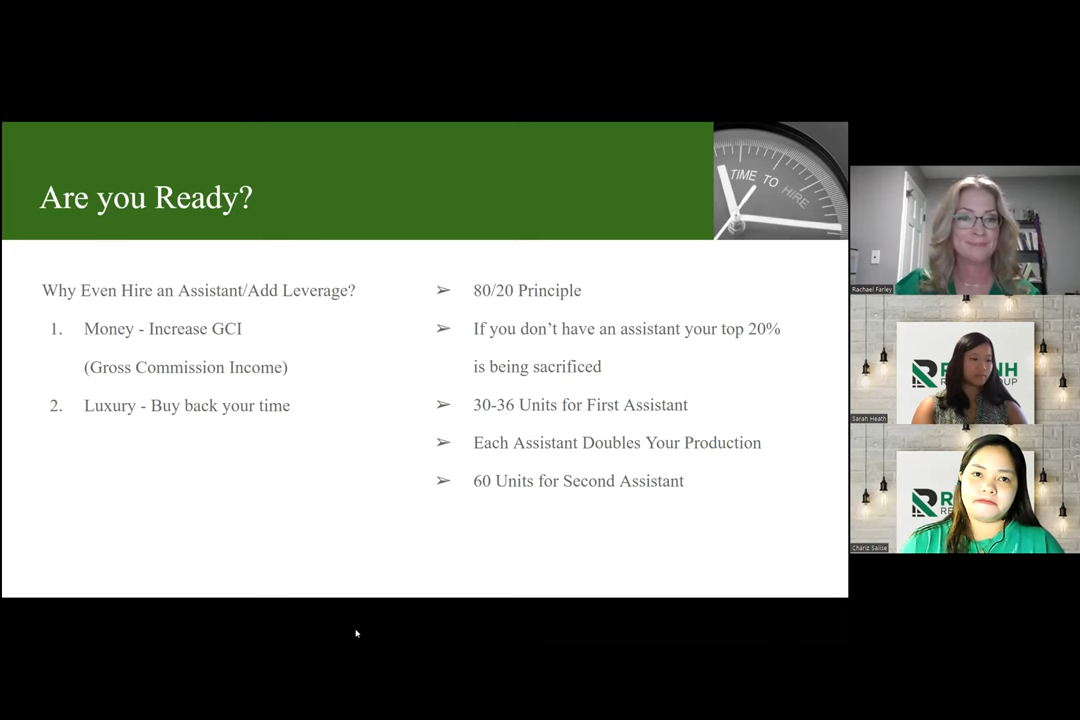 Are you Ready?
TIME TO HIRE
Why Even Hire an Assistant/Add Leverage?
1. Money - Increase GCI
(Gross Commission Income)
2. Luxury - Buy back your time
➢ 80/20 Principle
➢ If you don’t have an assistant your top 20%
is being sacrificed
➢ 30-36 Units for First Assistant
➢ Each Assistant Doubles Your Production
➢ 60 Units for Second Assistant
Rachael Farley
Sarah Heath
Chariz Salise